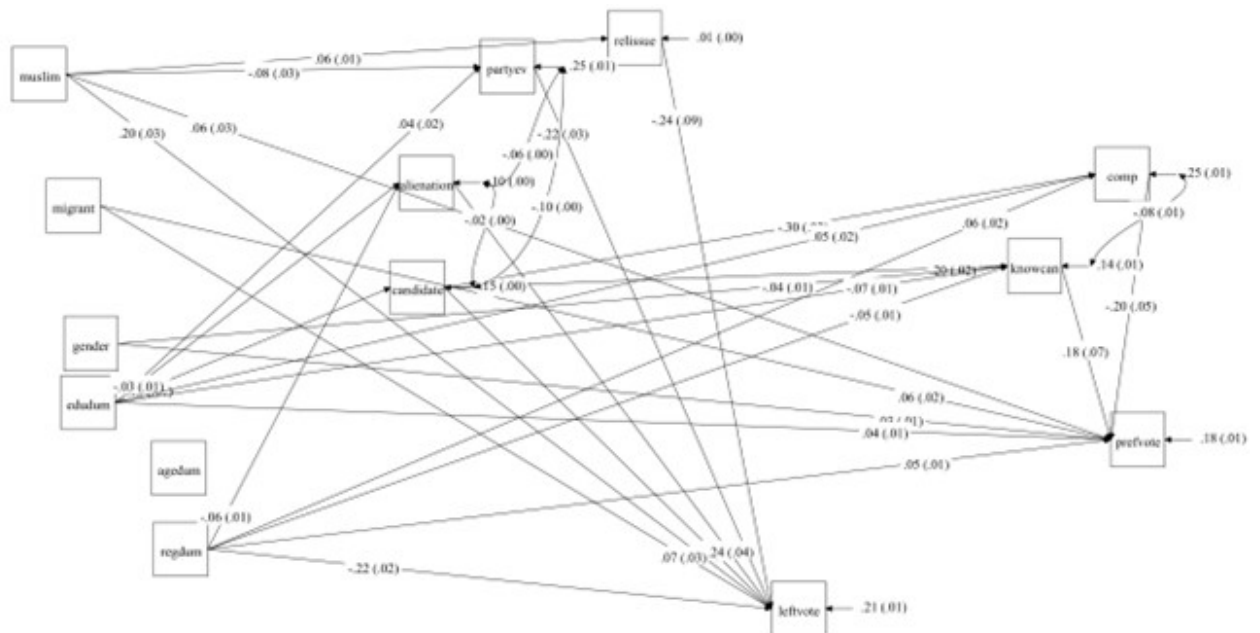 relissue
.01 (.00)
muslim
.06 (.01)
-.08 (.03)
partyev
.25 (.01)
.20 (.03)
.06 (.03)
.04 (.02)
-.22 (.03)
-.24 (.09)
-.06 (.00)
alienation
.10 (.00)
comp
.25 (.01)
migrant
-.02 (.00)
-.10 (.00)
-.30
.06 (.02)
-.08 (.01)
.05 (.02)
candidate
.15 (.00)
.20 (.02)
knowcan
.14 (.01)
-.04 (.01)
-.07 (.01)
-.20 (.05)
-.05 (.01)
gender
.18 (.07)
-.03 (.01)
edudum
.06 (.02)
.04 (.01)
prefvote
.18 (.01)
agedum
.05 (.01)
-.06 (.01)
regdum
.07 (.03)
.24 (.04)
-.22 (.02)
leftvote
.21 (.01)